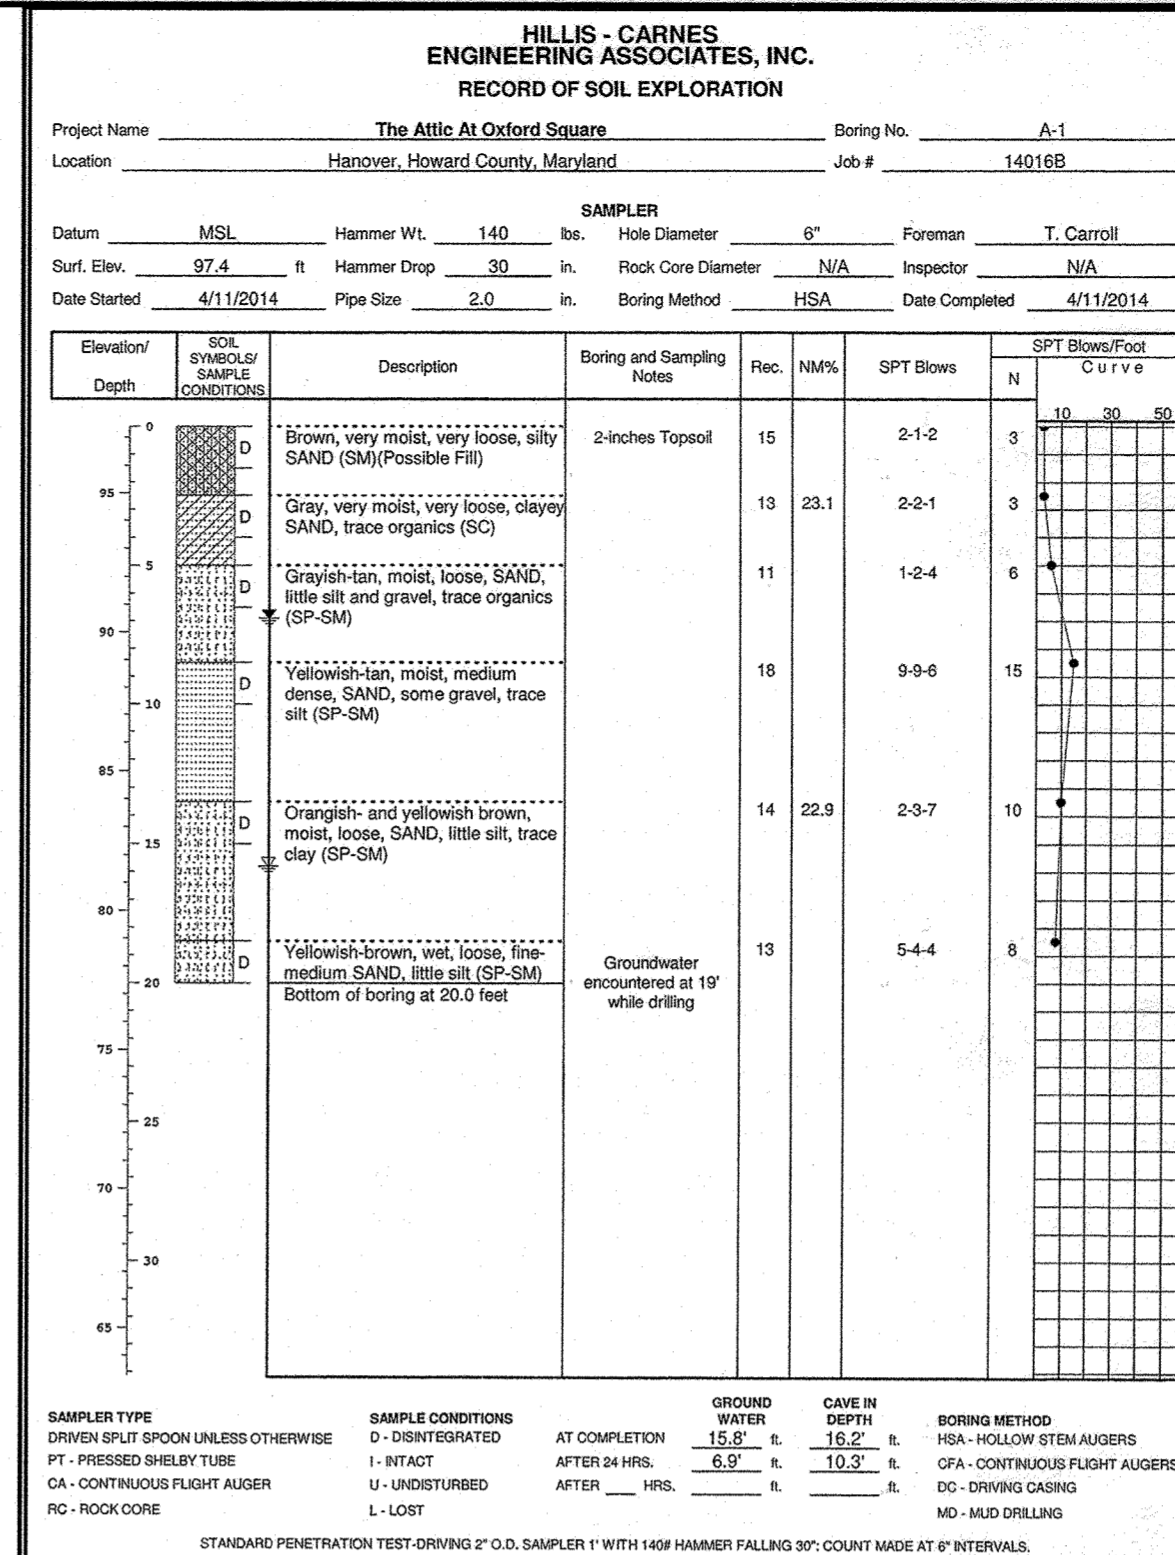 HILLIS - CARNES
ENGINEERING ASSOCIATES, INC.
RECORD OF SOIL EXPLORATION
Project Name The Attic At Oxford Square Boring No. A-1
Location Hanover, Howard County, Maryland Job # 14016B
SAMPLER
Datum MSL Hammer Wt. 140 lbs. Hole Diameter 6" Foreman T. Carroll
Surf. Elev. 97.4 ft Hammer Drop 30 in. Rock Core Diameter N/A Inspector N/A
Date Started 4/11/2014 Pipe Size 2.0 in. Boring Method HSA Date Completed 4/11/2014
Elevation/ Depth SOIL SYMBOLS/ SAMPLE CONDITIONS Description Boring and Sampling Notes Rec. NM% SPT Blows SPT Blows/Foot
N Curve
10 30 50
0 D Brown, very moist, very loose, silty 2-inches Topsoil 15 2-1-2 3
SAND (SM)(Possible Fill)
95 D Gray, very moist, very loose, clayey 13 23.1 2-2-1 3
SAND, trace organics (SC)
5 D Grayish-tan, moist, loose, SAND, 11 1-2-4 6
little silt and gravel, trace organics
90 (SP-SM)
D Yellowish-tan, moist, medium 18 9-9-6 15
dense, SAND, some gravel, trace
10 silt (SP-SM)
85
D Orangish- and yellowish brown, 14 22.9 2-3-7 10
moist, loose, SAND, little silt, trace
15 clay (SP-SM)
80
D Yellowish-brown, wet, loose, fine- 13 5-4-4 8
medium SAND, little silt (SP-SM)
20 Bottom of boring at 20.0 feet
Groundwater
encountered at 19'
while drilling
75
25
70
30
65
GROUND WATER CAVE IN DEPTH
SAMPLER TYPE SAMPLE CONDITIONS BORING METHOD
DRIVEN SPLIT SPOON UNLESS OTHERWISE D - DISINTEGRATED AT COMPLETION 15.8' ft. 16.2' ft. HSA - HOLLOW STEM AUGERS
PT - PRESSED SHELBY TUBE I - INTACT AFTER 24 HRS. 6.9' ft. 10.3' ft. CFA - CONTINUOUS FLIGHT AUGERS
CA - CONTINUOUS FLIGHT AUGER U - UNDISTURBED AFTER ___ HRS. ft. ft. DC - DRIVING CASING
RC - ROCK CORE L - LOST MD - MUD DRILLING
STANDARD PENETRATION TEST-DRIVING 2" O.D. SAMPLER 1' WITH 140# HAMMER FALLING 30": COUNT MADE AT 6" INTERVALS.